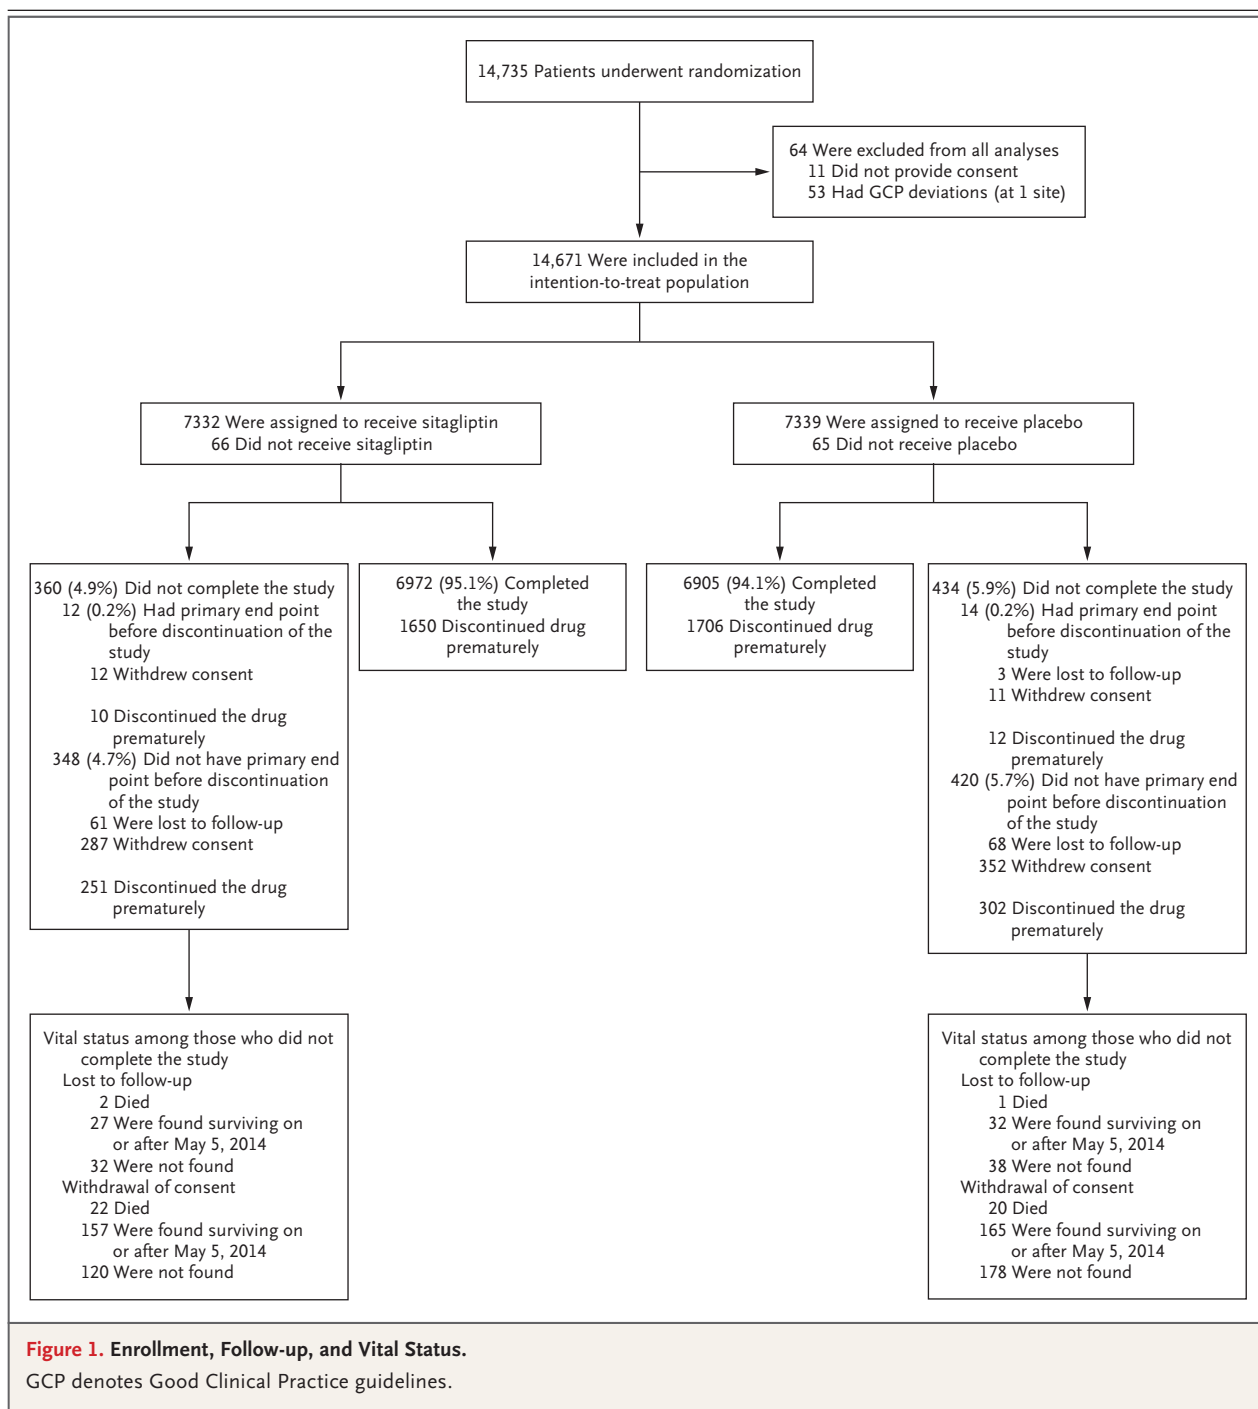 14,735 Patients underwent randomization
64 Were excluded from all analyses
11 Did not provide consent
53 Had GCP deviations (at 1 site)
14,671 Were included in the
intention-to-treat population
7332 Were assigned to receive sitagliptin
66 Did not receive sitagliptin
7339 Were assigned to receive placebo
65 Did not receive placebo
360 (4.9%) Did not complete the study
12 (0.2%) Had primary end point
before discontinuation of the
study
12 Withdrew consent
10 Discontinued the drug
prematurely
348 (4.7%) Did not have primary end
point before discontinuation
of the study
61 Were lost to follow-up
287 Withdrew consent
251 Discontinued the drug
prematurely
6972 (95.1%) Completed
the study
1650 Discontinued drug
prematurely
6905 (94.1%) Completed
the study
1706 Discontinued drug
prematurely
434 (5.9%) Did not complete the study
14 (0.2%) Had primary end point
before discontinuation of the
study
3 Were lost to follow-up
11 Withdrew consent
12 Discontinued the drug
prematurely
420 (5.7%) Did not have primary end
point before discontinuation
of the study
68 Were lost to follow-up
352 Withdrew consent
302 Discontinued the drug
prematurely
Vital status among those who did not
complete the study
Lost to follow-up
2 Died
27 Were found surviving on
or after May 5, 2014
32 Were not found
Withdrawal of consent
22 Died
157 Were found surviving on
or after May 5, 2014
120 Were not found
Vital status among those who did not
complete the study
Lost to follow-up
1 Died
32 Were found surviving on
or after May 5, 2014
38 Were not found
Withdrawal of consent
20 Died
165 Were found surviving on
or after May 5, 2014
178 Were not found
Figure 1. Enrollment, Follow-up, and Vital Status.
GCP denotes Good Clinical Practice guidelines.